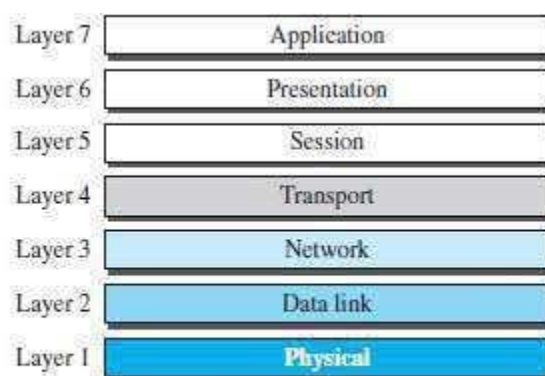 Layer 7 Application
Layer 6 Presentation
Layer 5 Session
Layer 4 Transport
Layer 3 Network
Layer 2 Data link
Layer 1 Physical